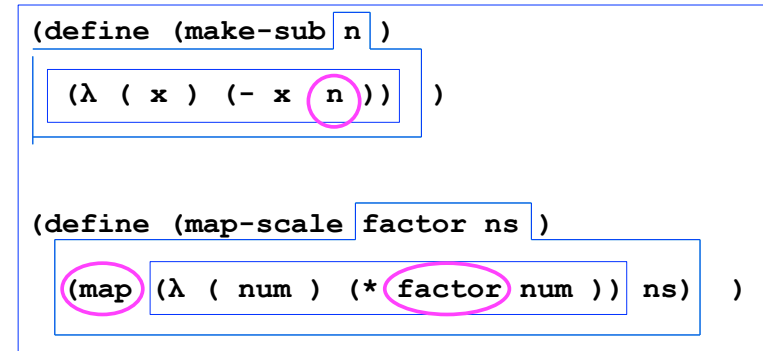 (define (make-sub n )
(λ ( x ) (- x n )) )
(define (map-scale factor ns )
(map (λ ( num ) (* factor num )) ns) )